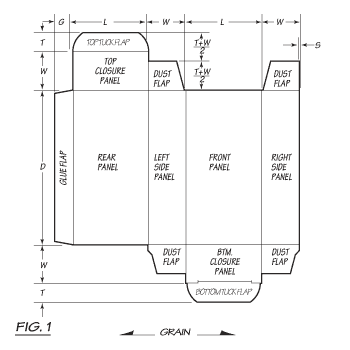 G L W L W
T
TOP TUCK FLAP
T+W
2
S
W
TOP
CLOSURE
PANEL
DUST
FLAP
T+W
2
DUST
FLAP
D
GLUE FLAP
REAR
PANEL
LEFT
SIDE
PANEL
FRONT
PANEL
RIGHT
SIDE
PANEL
W
DUST
FLAP
BTM.
CLOSURE
PANEL
DUST
FLAP
T
BOTTOM TUCK FLAP
FIG. 1
GRAIN